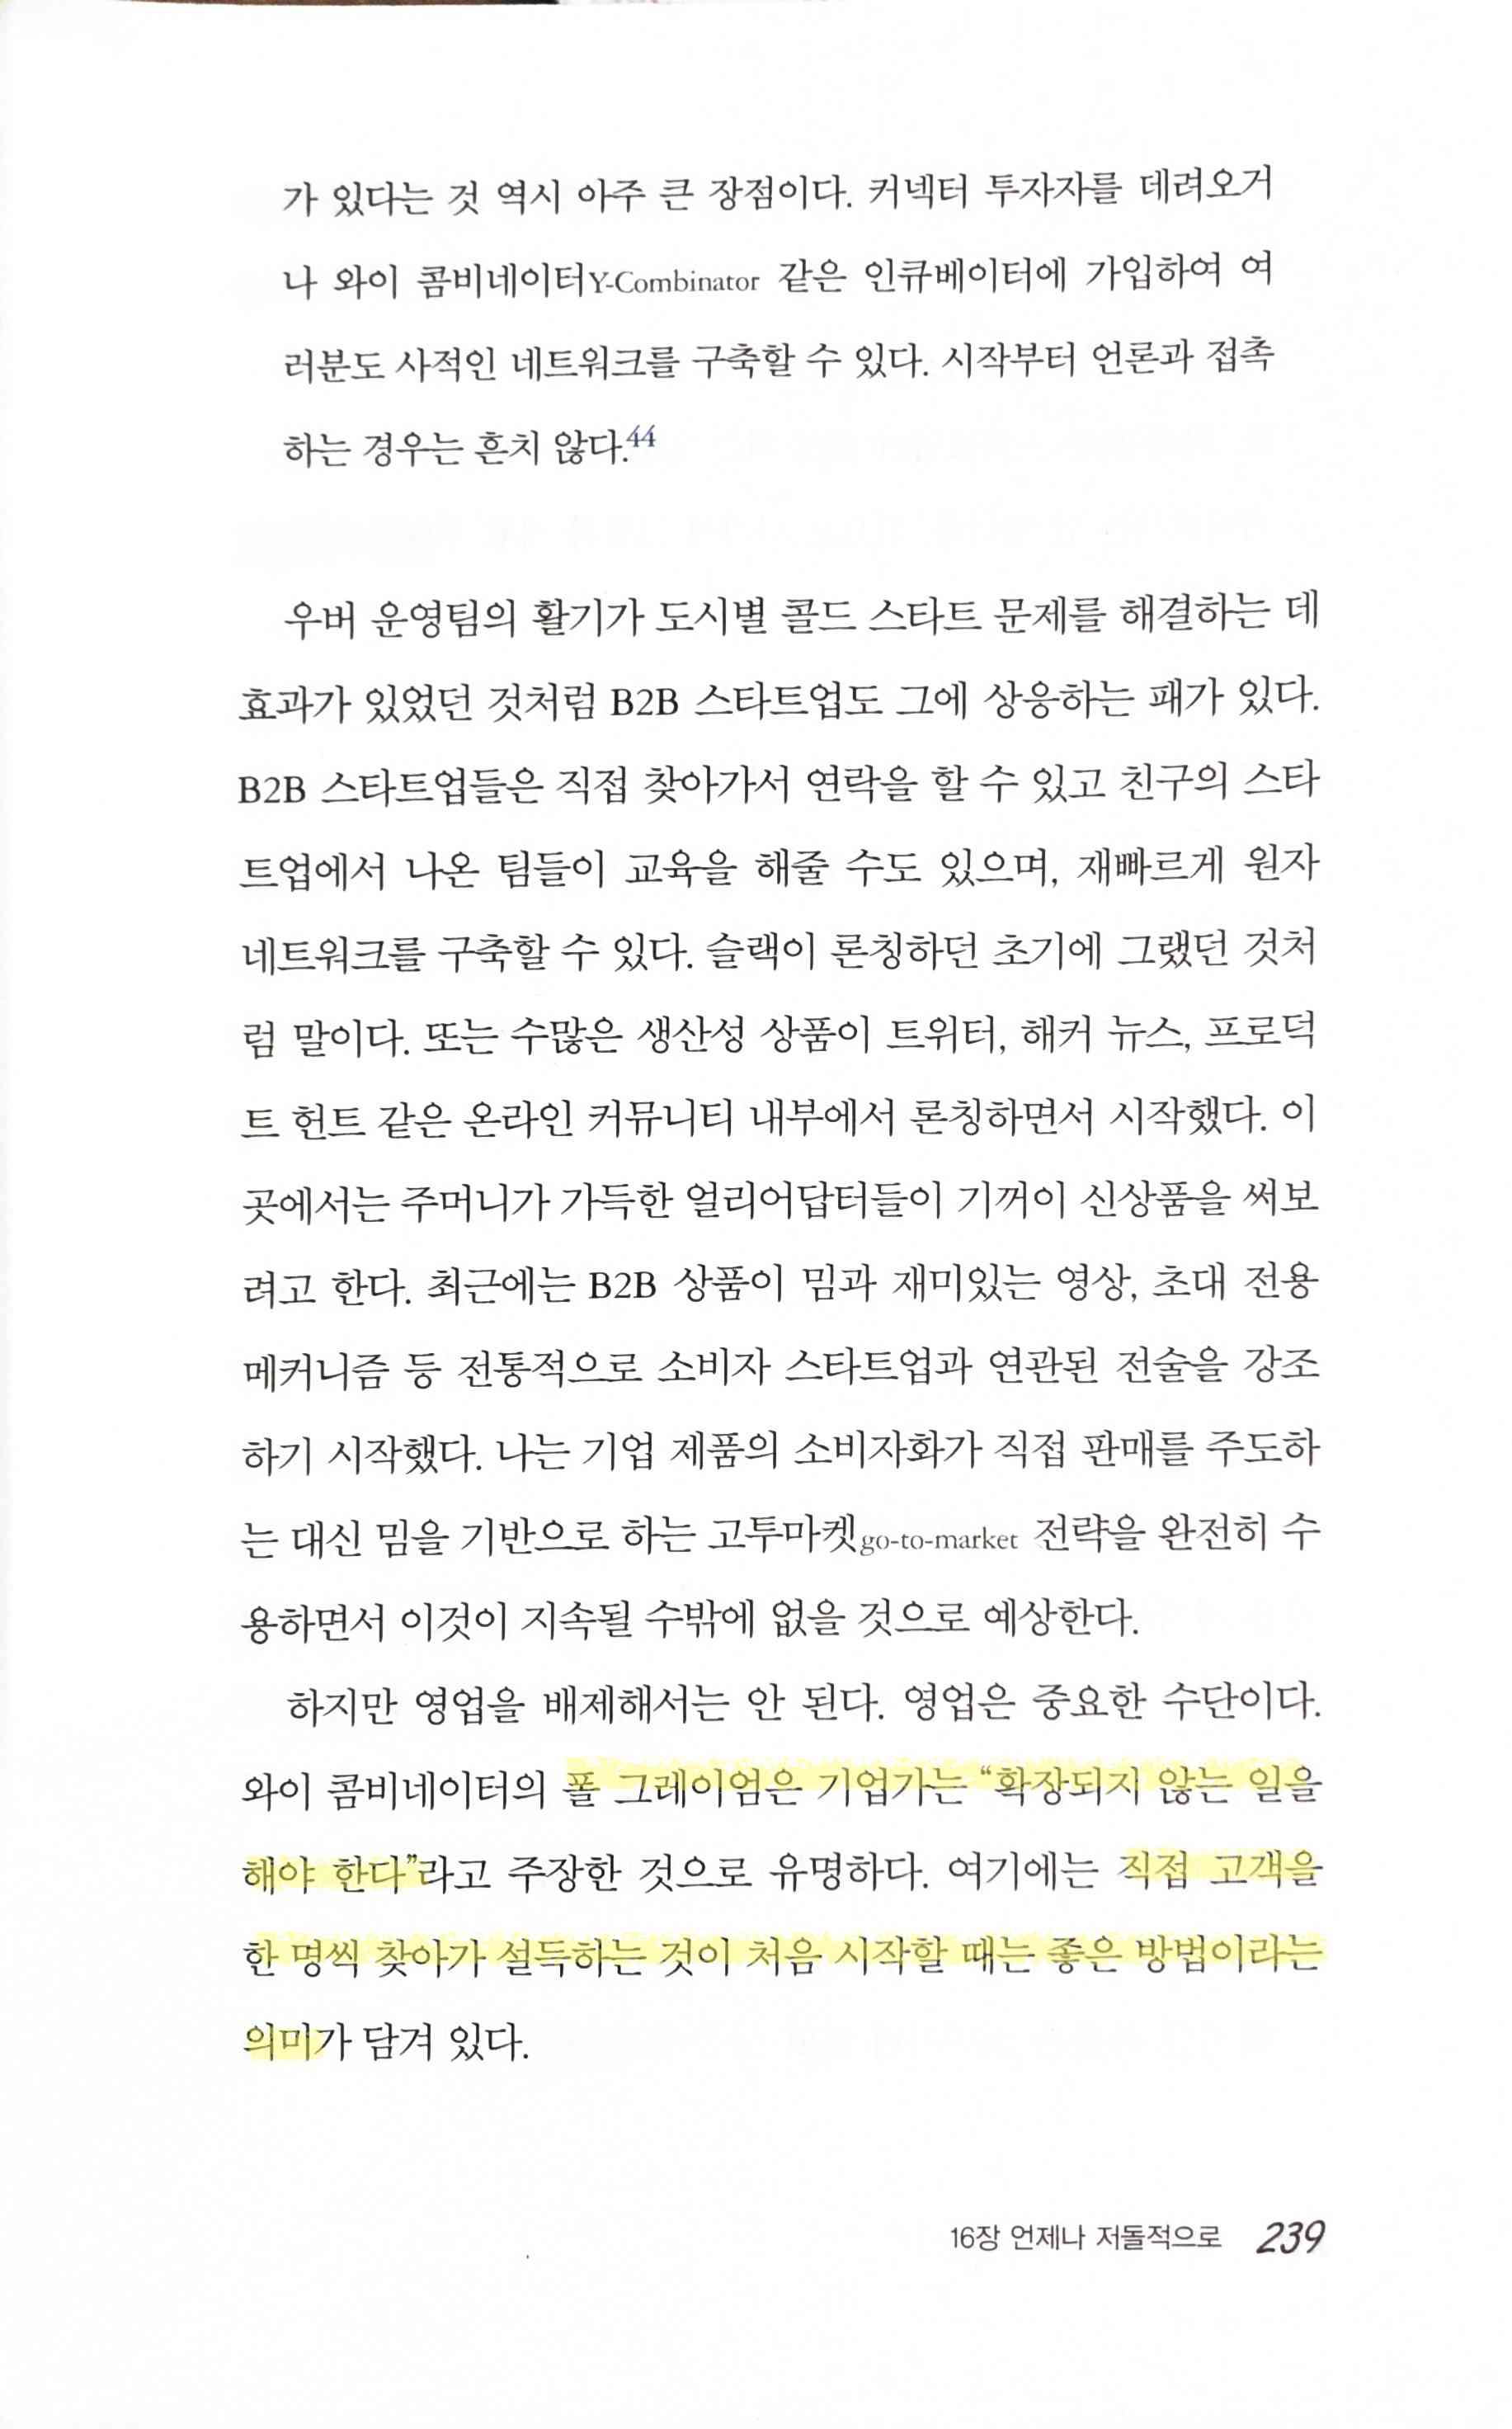 가 있다는 것 역시 아주 큰 장점이다. 커넥터 투자자를 데려오거
나 와이 콤비네이터Y-Combinator 같은 인큐베이터에 가입하여 여
러분도 사적인 네트워크를 구축할 수 있다. 시작부터 언론과 접촉
하는 경우는 흔치 않다.44
우버 운영팀의 활기가 도시별 콜드 스타트 문제를 해결하는 데
효과가 있었던 것처럼 B2B 스타트업도 그에 상응하는 패가 있다.
B2B 스타트업들은 직접 찾아가서 연락을 할 수 있고 친구의 스타
트업에서 나온 팀들이 교육을 해줄 수도 있으며, 재빠르게 원자
네트워크를 구축할 수 있다. 슬랙이 론칭하던 초기에 그랬던 것처
럼 말이다. 또는 수많은 생산성 상품이 트위터, 해커 뉴스, 프로덕
트 헌트 같은 온라인 커뮤니티 내부에서 론칭하면서 시작했다. 이
곳에서는 주머니가 가득한 얼리어답터들이 기꺼이 신상품을 써보
려고 한다. 최근에는 B2B 상품이 밈과 재미있는 영상, 초대 전용
메커니즘 등 전통적으로 소비자 스타트업과 연관된 전술을 강조
하기 시작했다. 나는 기업 제품의 소비자화가 직접 판매를 주도하
는 대신 밈을 기반으로 하는 고투마켓go-to-market 전략을 완전히 수
용하면서 이것이 지속될 수밖에 없을 것으로 예상한다.
하지만 영업을 배제해서는 안 된다. 영업은 중요한 수단이다.
와이 콤비네이터의 폴 그레이엄은 기업가는 “확장되지 않는 일을
해야 한다”라고 주장한 것으로 유명하다. 여기에는 직접 고객을
한 명씩 찾아가 설득하는 것이 처음 시작할 때는 좋은 방법이라는
의미가 담겨 있다.
16장 언제나 저돌적으로 239